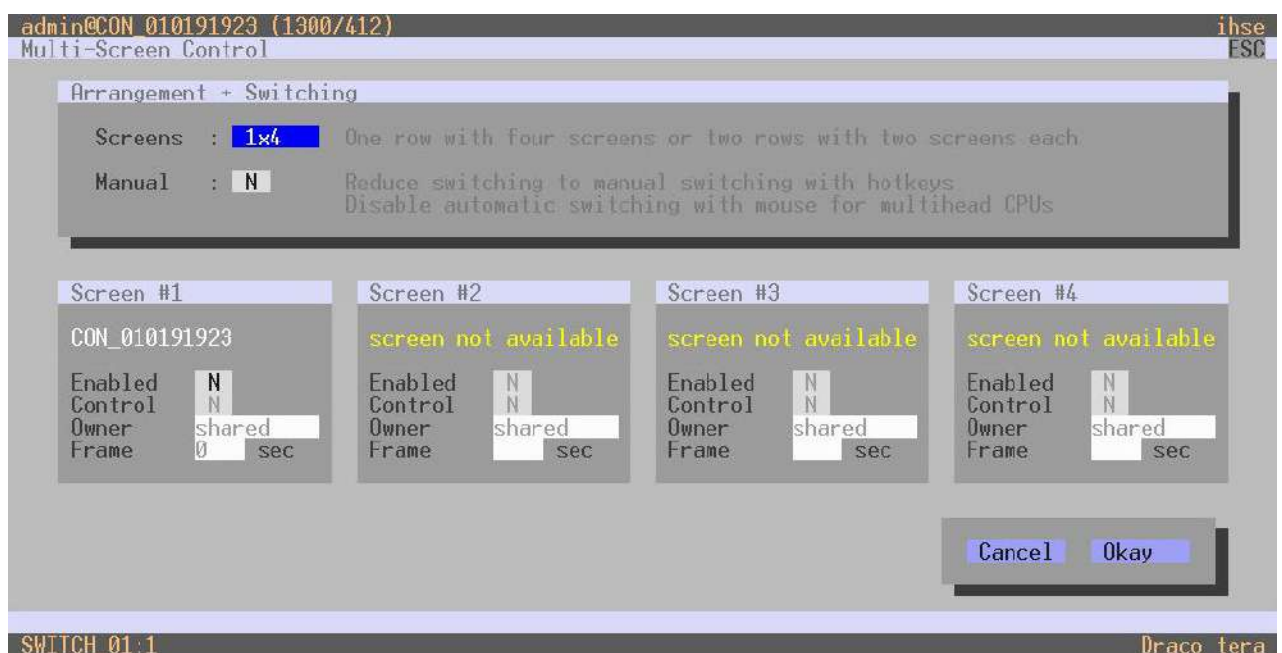 admin@CON_010191923 (1300/412) ihse
Multi-Screen Control ESC
Arrangement + Switching
Screens : 1x4 One row with four screens or two rows with two screens each
Manual : N Reduce switching to manual switching with hotkeys
Disable automatic switching with mouse for multihead CPUs
Screen #1 Screen #2 Screen #3 Screen #4
CON_010191923 screen not available screen not available screen not available
Enabled N Enabled N Enabled N Enabled N
Control N Control N Control N Control N
Owner shared Owner shared Owner shared Owner shared
Frame 0 sec Frame sec Frame sec Frame sec
Cancel Okay
SWITCH 01:1 Draco tera